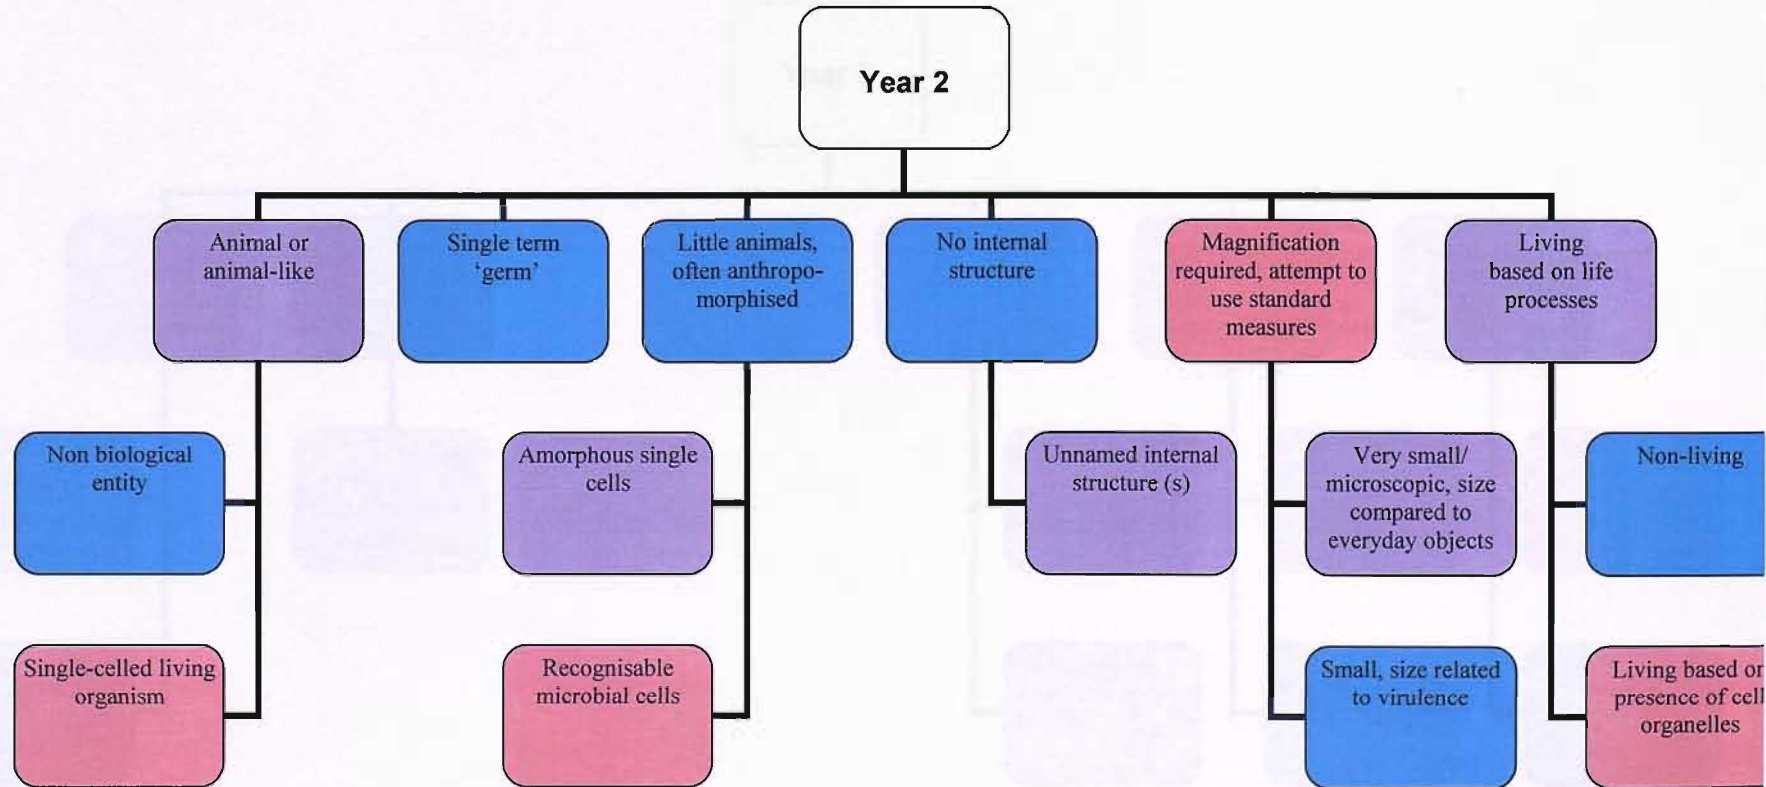 Year 2
Animal or
animal-like
Single term
‘germ’
Little animals,
often anthropo-
morphised
No internal
structure
Magnification
required, attempt to
use standard
measures
Living
based on life
processes
Non biological
entity
Amorphous single
cells
Unnamed internal
structure (s)
Very small/
microscopic, size
compared to
everyday objects
Non-living
Single-celled living
organism
Recognisable
microbial cells
Small, size related
to virulence
Living based on
presence of cell
organelles